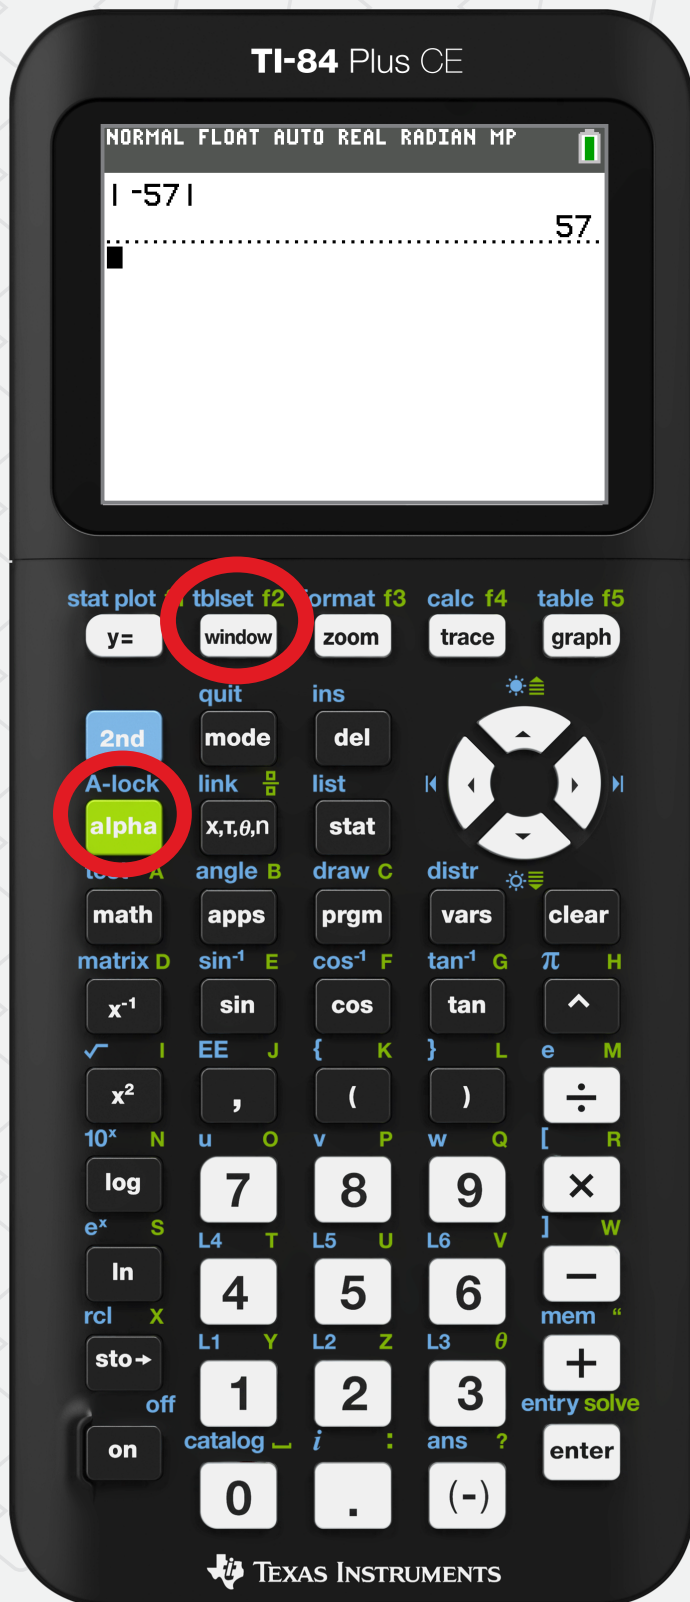 TI-84 Plus CE
NORMAL FLOAT AUTO REAL RADIAN MP
|-57|
57
stat plot tblset f2 format f3 calc f4 table f5
y= window zoom trace graph
quit ins
2nd mode del
A-lock link list
alpha x,T,θ,n stat
A angle B draw C distr
math apps prgm vars clear
matrix D sin⁻¹ E cos⁻¹ F tan⁻¹ G π H
x⁻¹ sin cos tan ^
√ I EE J { K } L e M
x² , ( ) ÷
10ˣ N u O v P w Q [ R
log 7 8 9 ×
eˣ S L4 T L5 U L6 V ] W
ln 4 5 6 −
rcl X L1 Y L2 Z L3 θ mem “
sto→ 1 2 3 +
off catalog ⎵ i : ans ? entry solve
on 0 . (-) enter
TEXAS INSTRUMENTS